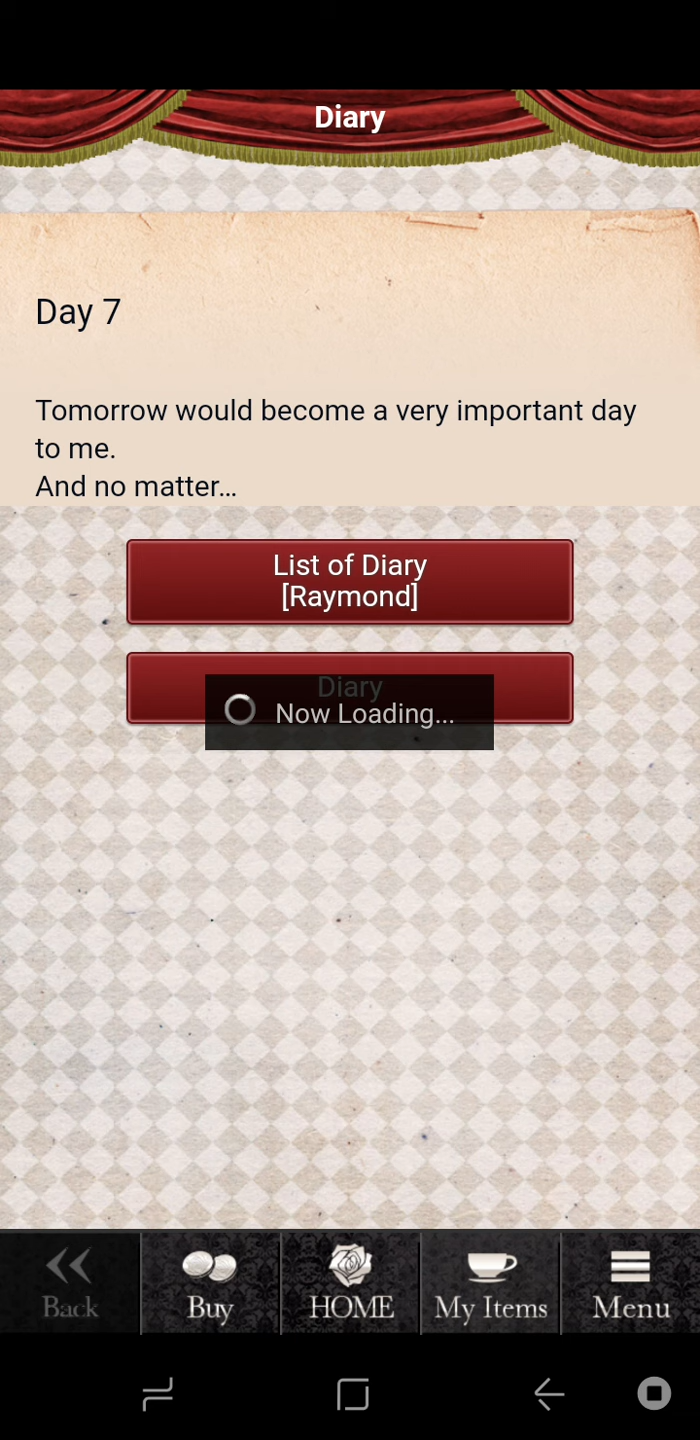 Diary
Day 7
Tomorrow would become a very important day
to me.
And no matter...
List of Diary
[Raymond]
Diary
Now Loading...
Back
Buy
HOME
My Items
Menu